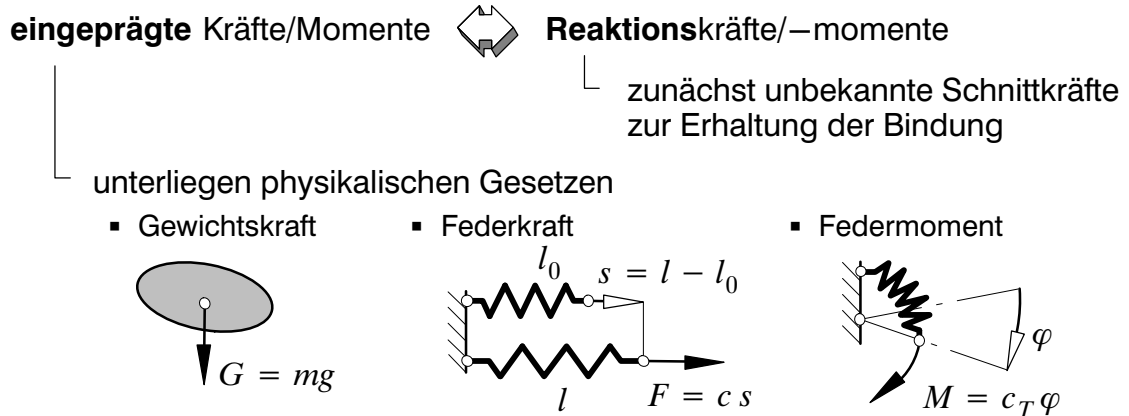 eingeprägte Kräfte/Momente Reaktionskräfte/−momente
zunächst unbekannte Schnittkräfte
zur Erhaltung der Bindung
unterliegen physikalischen Gesetzen
▪ Gewichtskraft ▪ Federkraft ▪ Federmoment
l₀ s = l − l₀
φ
G = mg l F = c s M = c_T φ